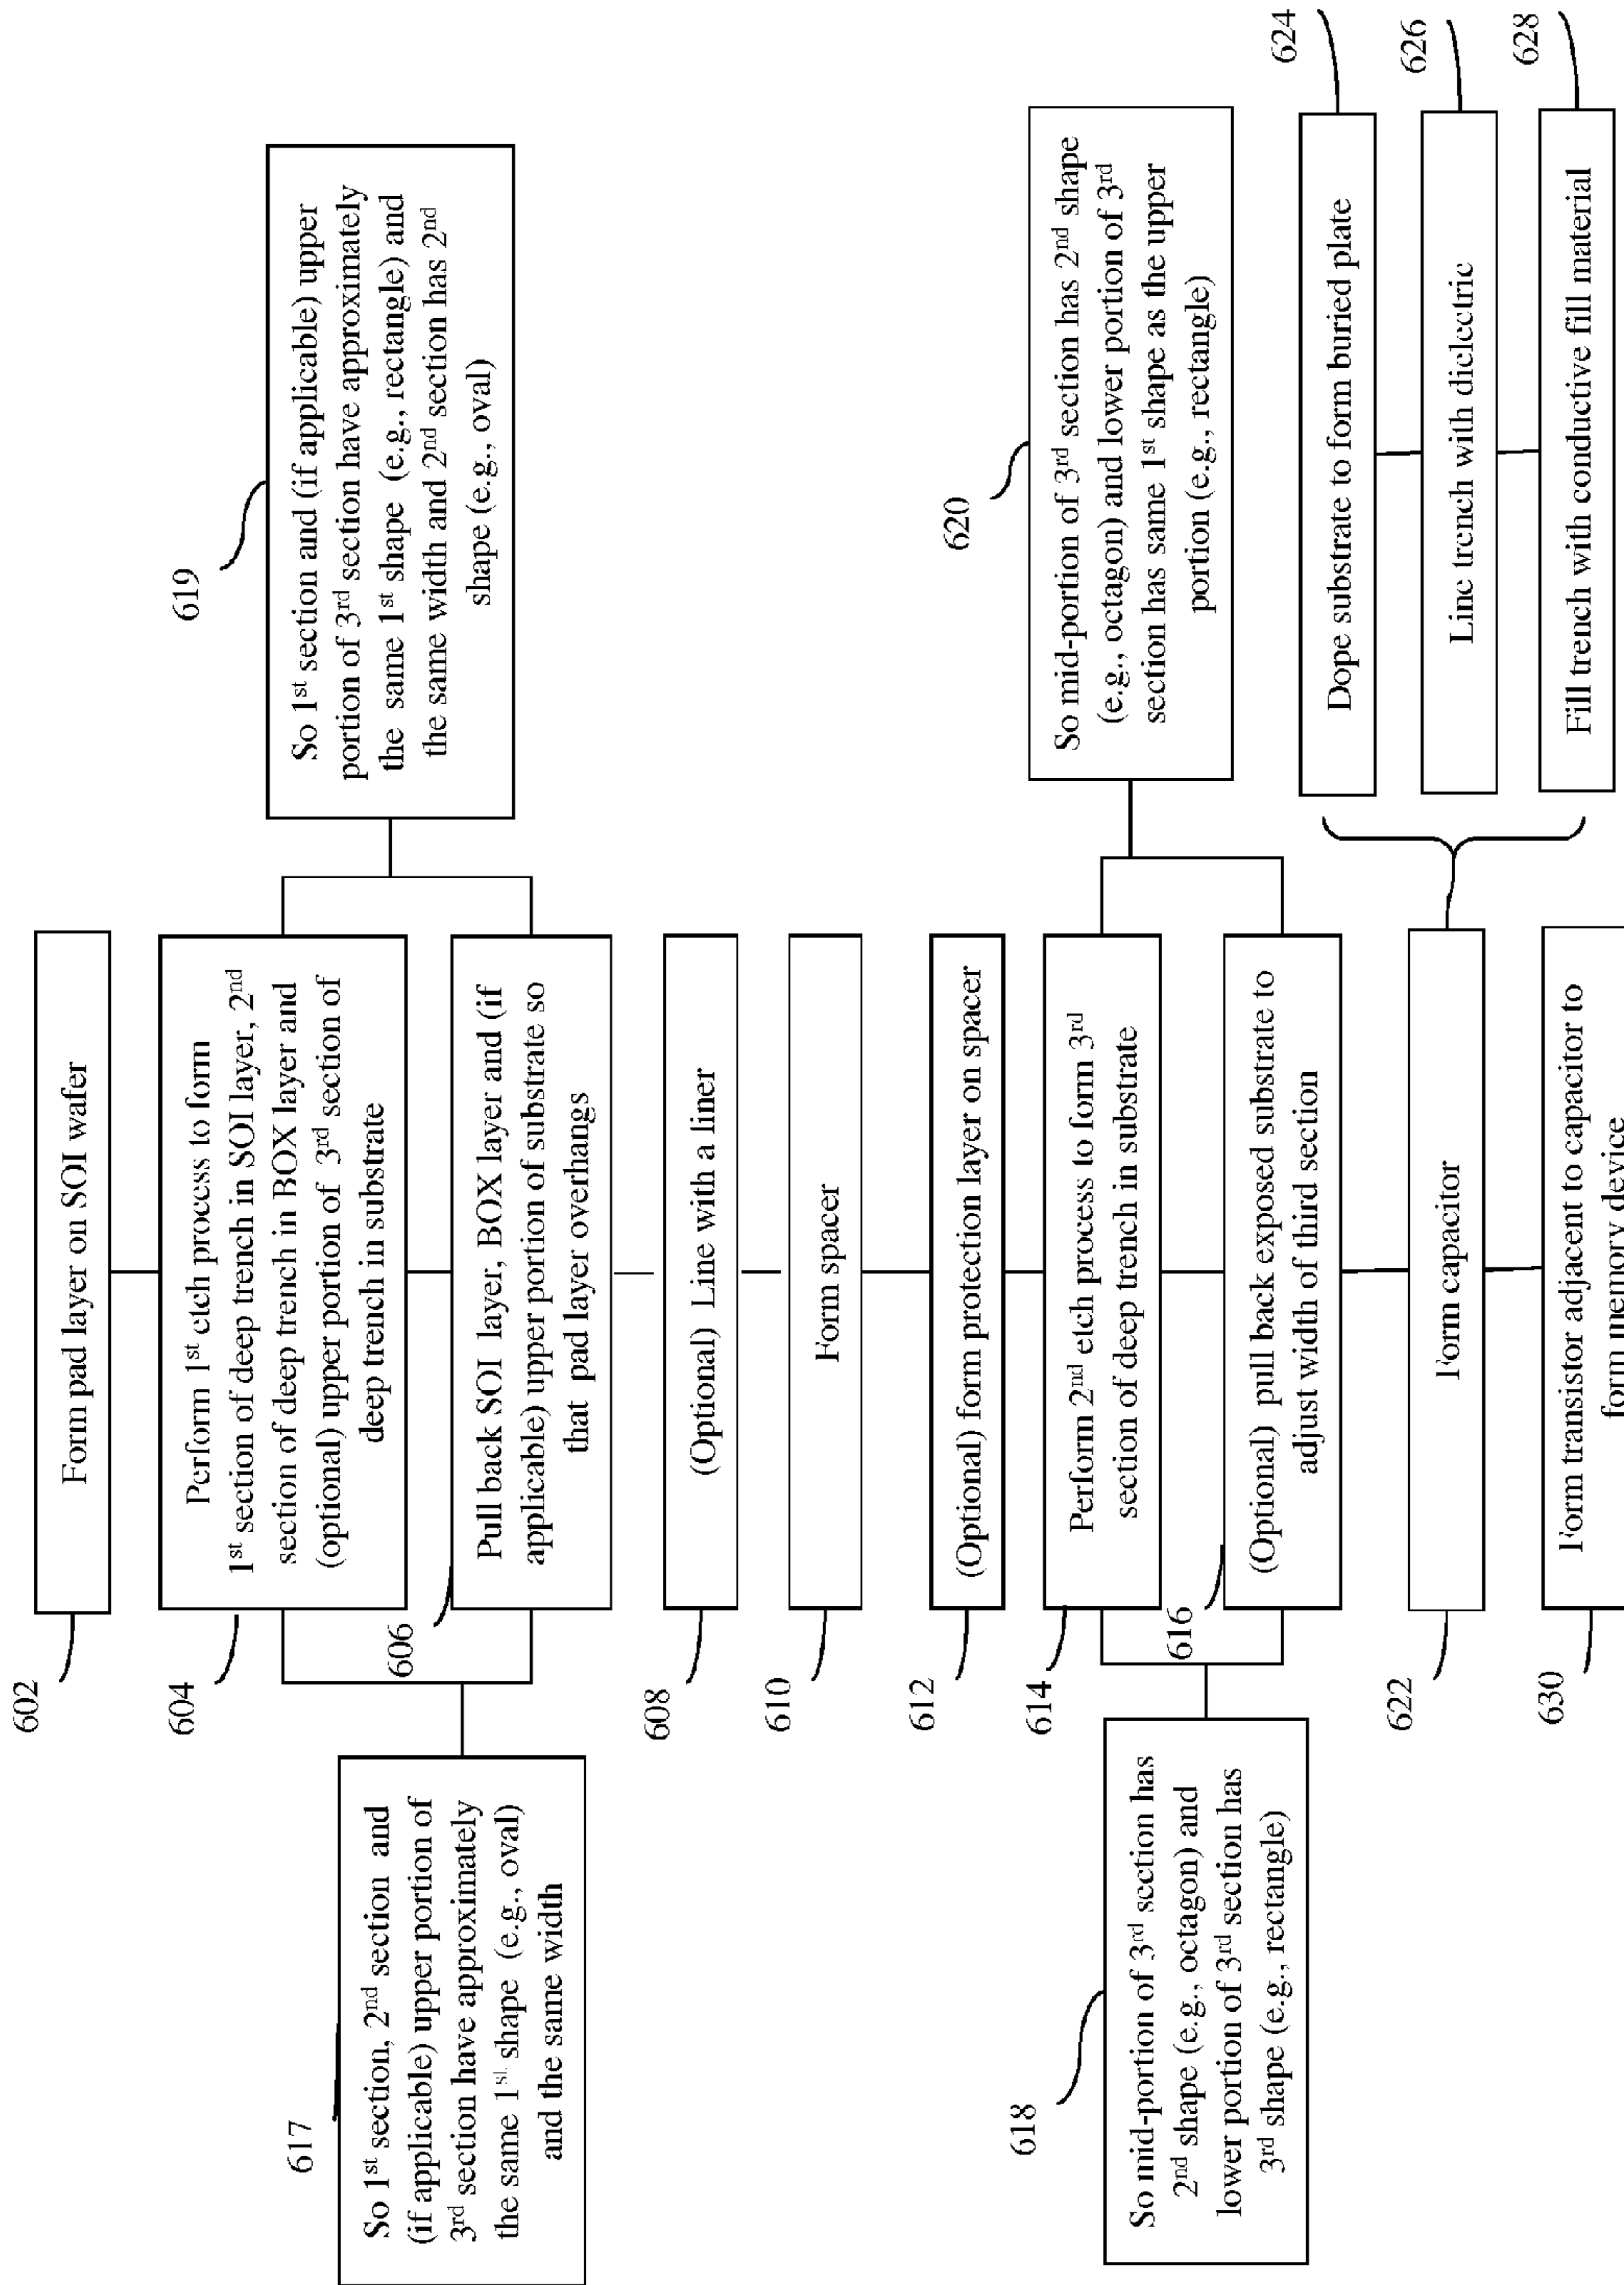 602
Form pad layer on SOI wafer
604
Perform 1st etch process to form
1st section of deep trench in SOI layer, 2nd
section of deep trench in BOX layer and
(optional) upper portion of 3rd section of
deep trench in substrate
606
Pull back SOI layer, BOX layer and (if
applicable) upper portion of substrate so
that pad layer overhangs
617
So 1st section, 2nd section and
(if applicable) upper portion of
3rd section have approximately
the same 1st shape (e.g., oval)
and the same width
619
So 1st section and (if applicable) upper
portion of 3rd section have approximately
the same 1st shape (e.g., rectangle) and
the same width and 2nd section has 2nd
shape (e.g., oval)
608
(Optional) Line with a liner
610
Form spacer
612
(Optional) form protection layer on spacer
614
Perform 2nd etch process to form 3rd
section of deep trench in substrate
616
(Optional) pull back exposed substrate to
adjust width of third section
618
So mid-portion of 3rd section has
2nd shape (e.g., octagon) and
lower portion of 3rd section has
3rd shape (e.g., rectangle)
620
So mid-portion of 3rd section has 2nd shape
(e.g., octagon) and lower portion of 3rd
section has same 1st shape as the upper
portion (e.g., rectangle)
622
Form capacitor
624
Dope substrate to form buried plate
626
Line trench with dielectric
628
Fill trench with conductive fill material
630
Form transistor adjacent to capacitor to
form memory device